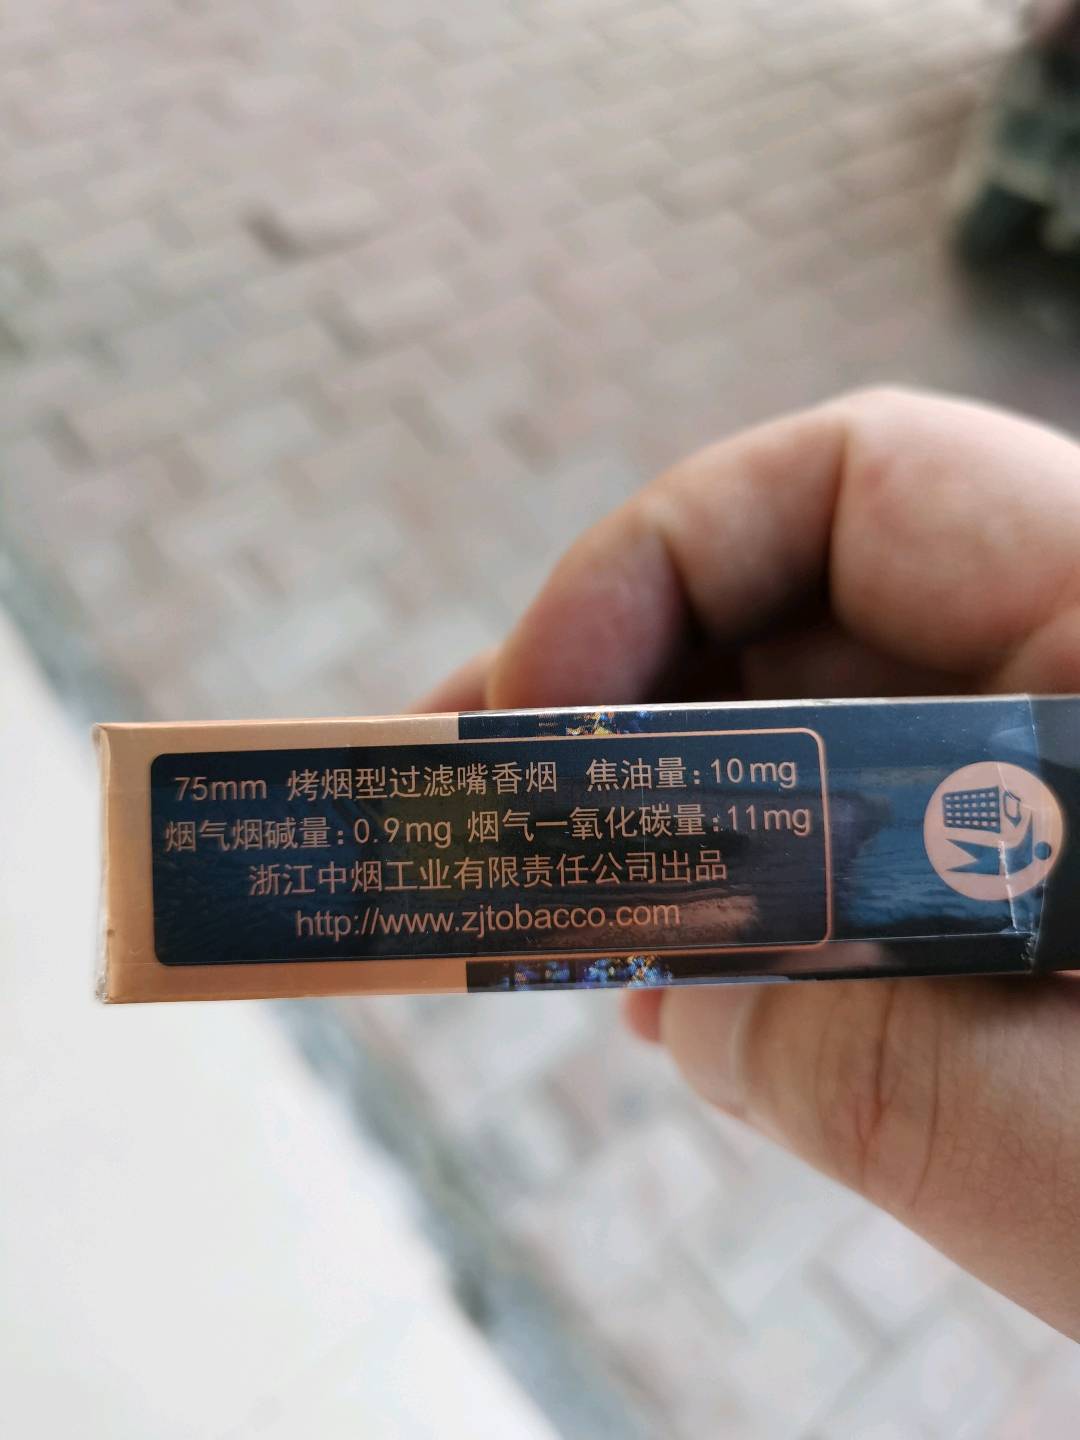 75mm 烤烟型过滤嘴香烟 焦油量:10mg
烟气烟碱量:0.9mg 烟气一氧化碳量:11mg
浙江中烟工业有限责任公司出品
http://www.zjtobacco.com